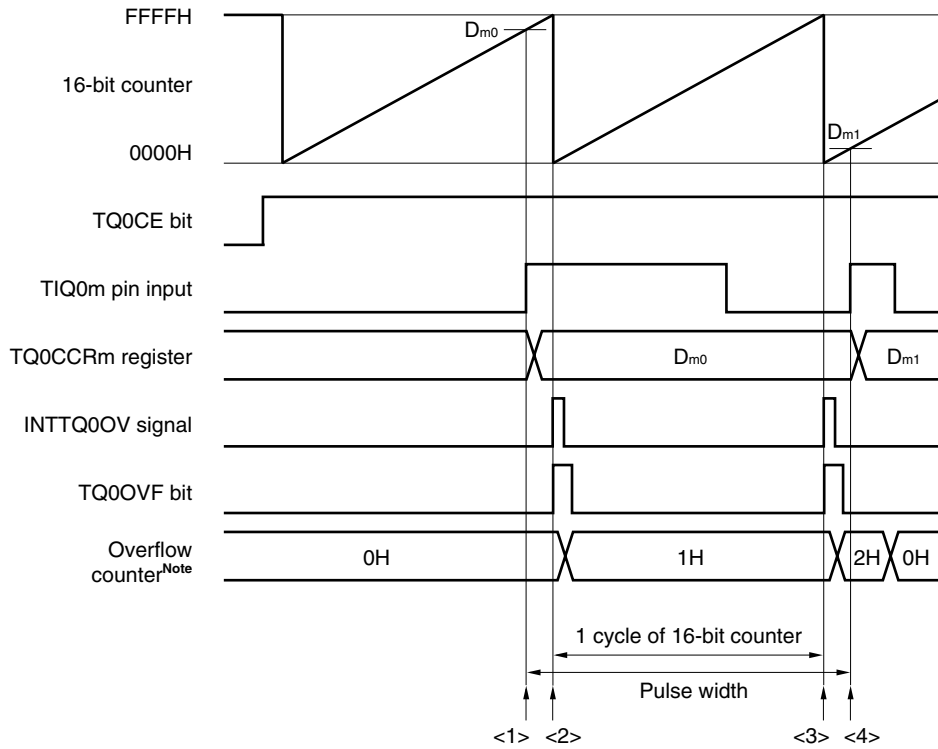 FFFFH
Dm0
16-bit counter
Dm1
0000H
TQ0CE bit
TIQ0m pin input
TQ0CCRm register
Dm0
Dm1
INTTQ0OV signal
TQ0OVF bit
Overflow
counterNote
0H
1H
2H
0H
1 cycle of 16-bit counter
Pulse width
<1> <2> <3> <4>